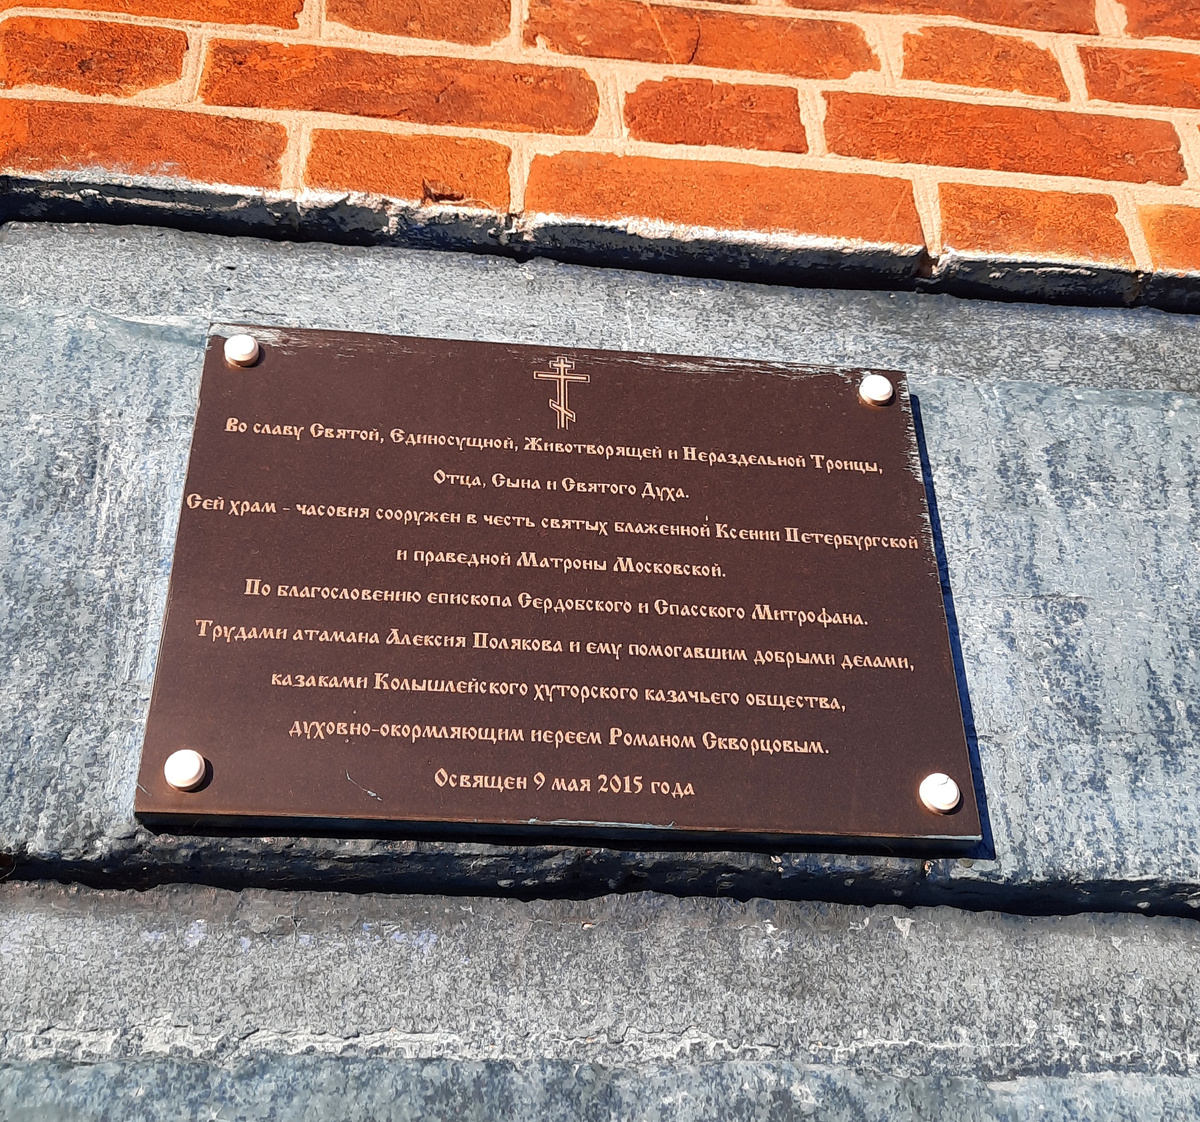 Во славу Святой, Единосущной, Животворящей и Нераздельной Троицы,
Отца, Сына и Святого Духа.
Сей храм - часовня сооружен в честь святых блаженной Ксении Петербургской
и праведной Матроны Московской.
По благословению епископа Сердобского и Спасского Митрофана.
Трудами атамана Алексия Полякова и ему помогавшим добрыми делами,
казаками Колышлейского хуторского казачьего общества,
духовно-окормляющим иереем Романом Скворцовым.
Освящен 9 мая 2015 года